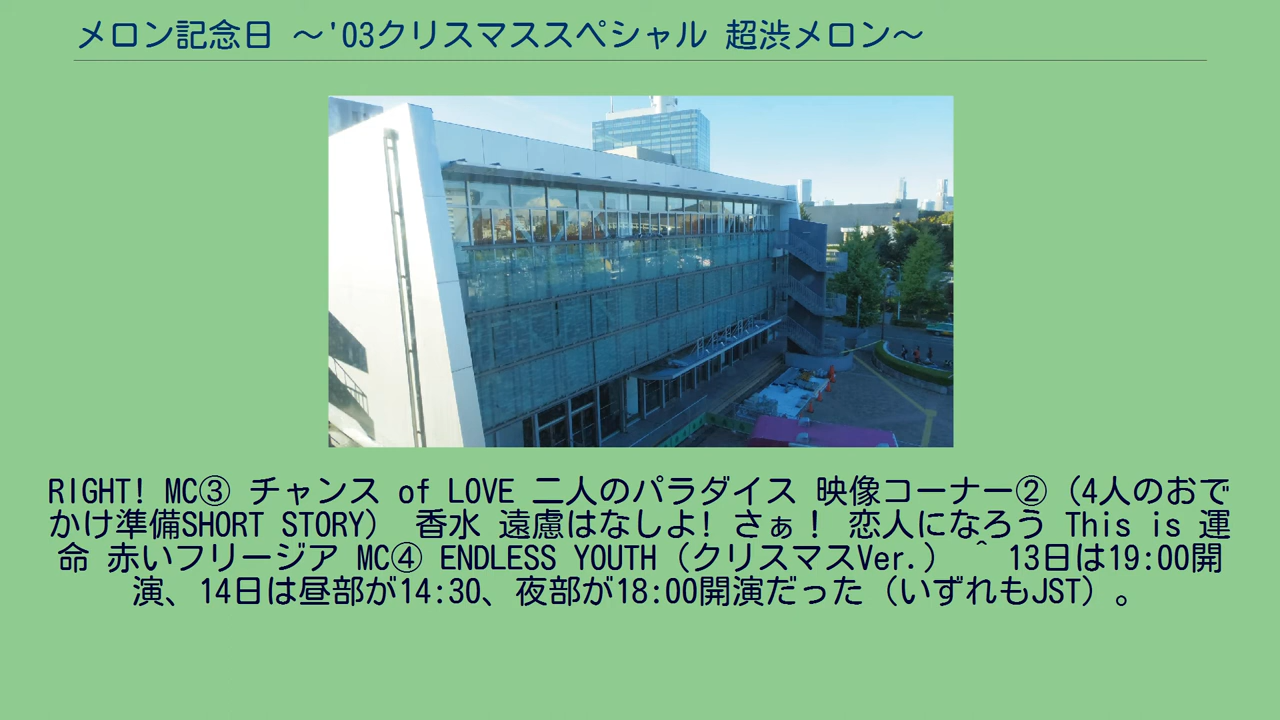 メロン記念日 ～'03クリスマススペシャル 超渋メロン～
RIGHT! MC③ チャンス of LOVE 二人のパラダイス 映像コーナー②（4人のおで
かけ準備SHORT STORY） 香水 遠慮はなしよ! さぁ！ 恋人になろう This is 運
命 赤いフリージア MC④ ENDLESS YOUTH（クリスマスVer.） ^ 13日は19:00開
演、14日は昼部が14:30、夜部が18:00開演だった（いずれもJST）。